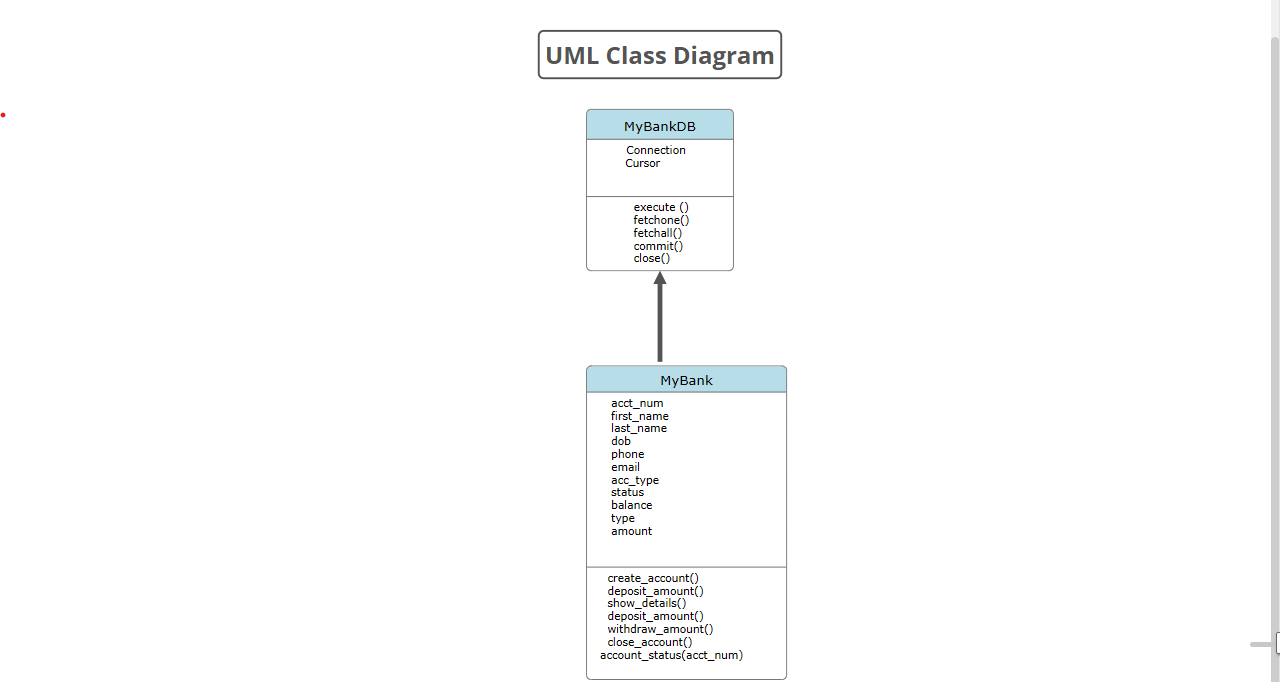 UML Class Diagram
MyBankDB
Connection
Cursor
execute ()
fetchone()
fetchall()
commit()
close()
MyBank
acct_num
first_name
last_name
dob
phone
email
acc_type
status
balance
type
amount
create_account()
deposit_amount()
show_details()
deposit_amount()
withdraw_amount()
close_account()
account_status(acct_num)